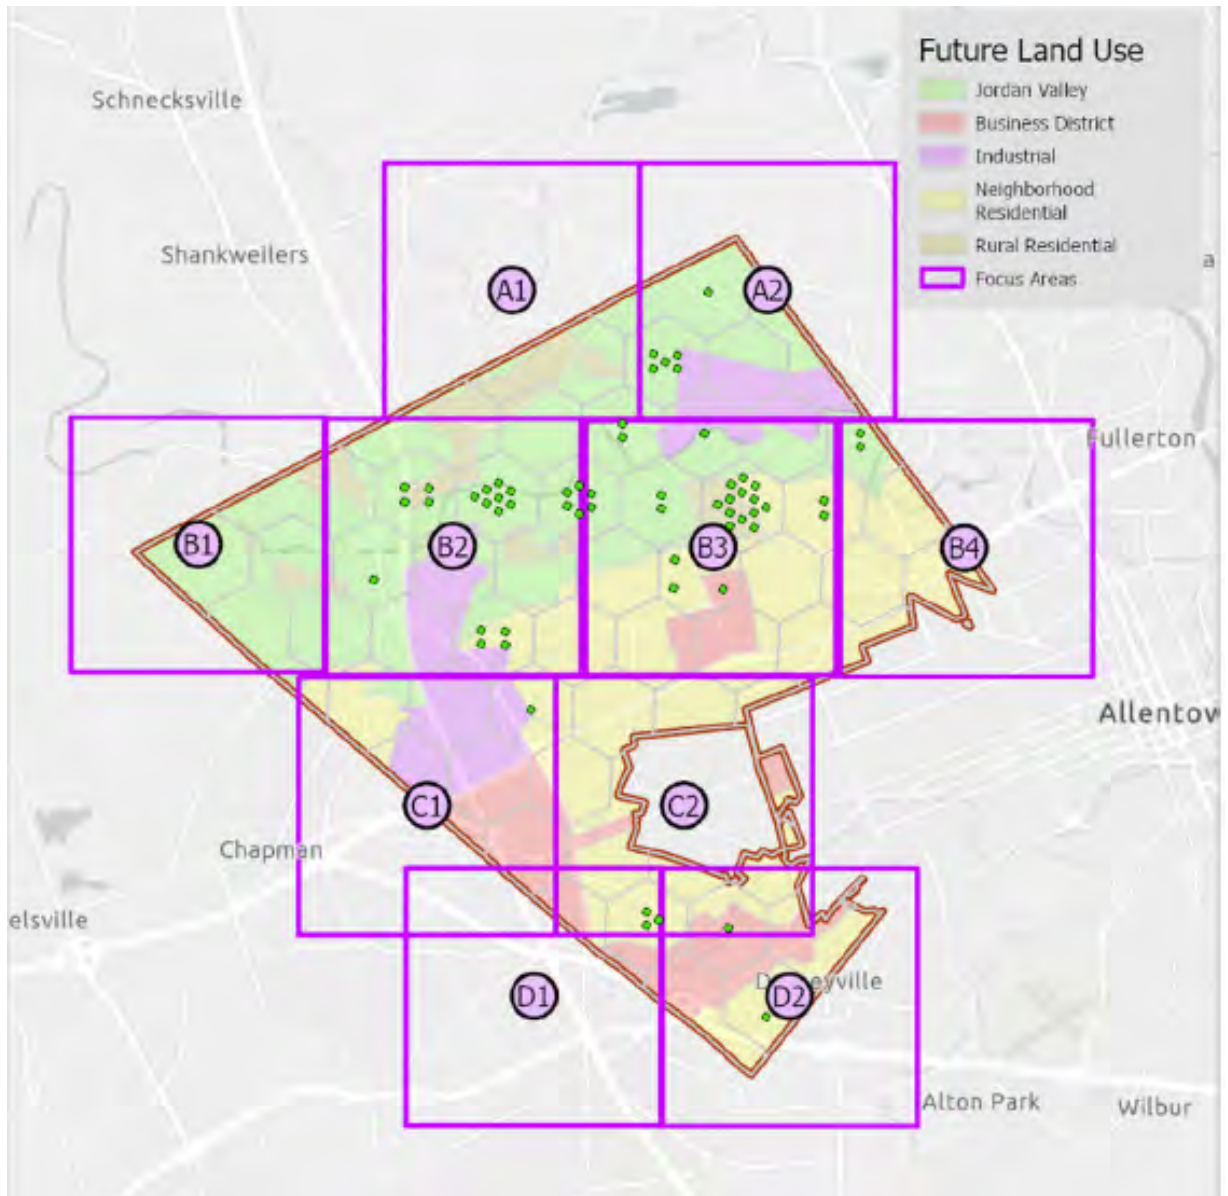 Future Land Use
Jordan Valley
Business District
Industrial
Neighborhood
Residential
Rural Residential
Focus Areas
Schnecksville
Shankweilers
a
A1
A2
Fullerton
B1
B2
B3
B4
Allentow
C1
C2
Chapman
elsville
D1
D2
eyville
Alton Park
Wilbur